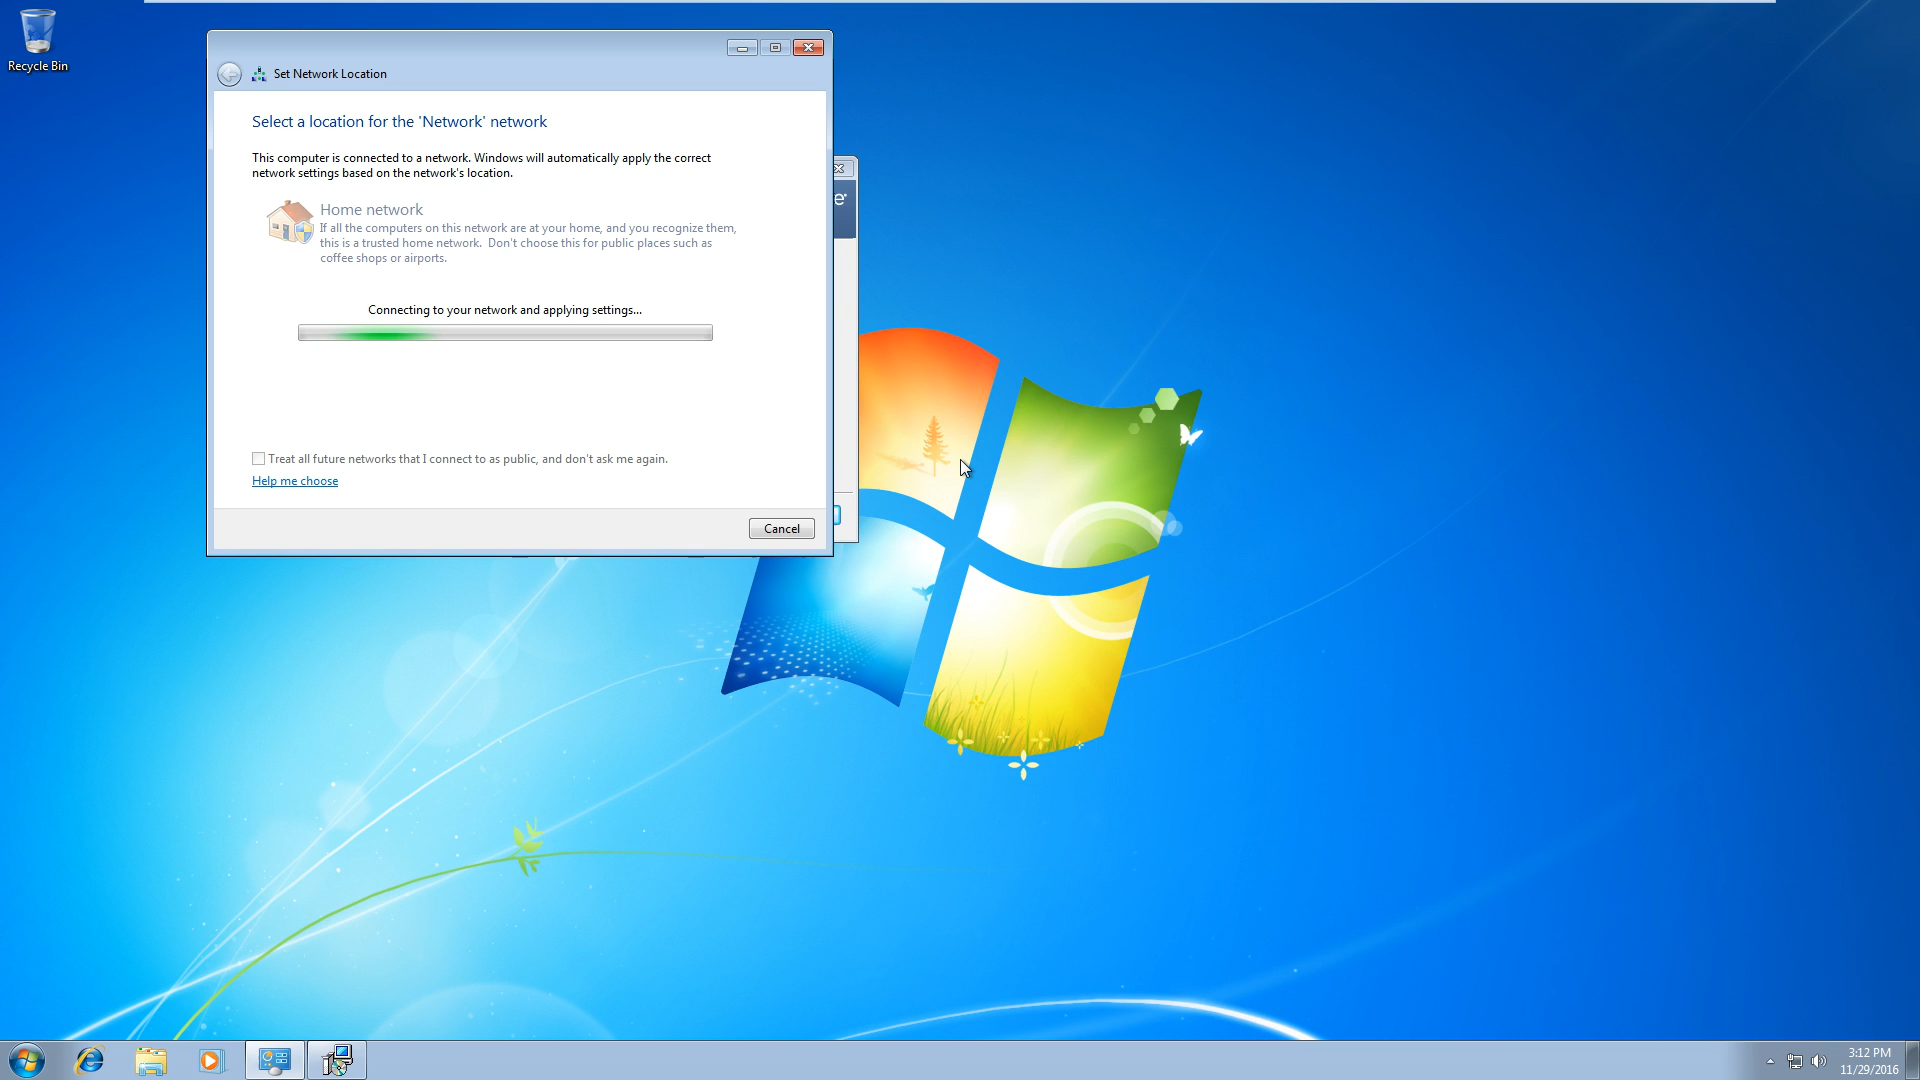 Recycle Bin
Set Network Location
Select a location for the 'Network' network
This computer is connected to a network. Windows will automatically apply the correct
network settings based on the network's location.
Home network
If all the computers on this network are at your home, and you recognize them,
this is a trusted home network.  Don't choose this for public places such as
coffee shops or airports.
Connecting to your network and applying settings...
Treat all future networks that I connect to as public, and don't ask me again.
Help me choose
Cancel
3:12 PM
11/29/2016